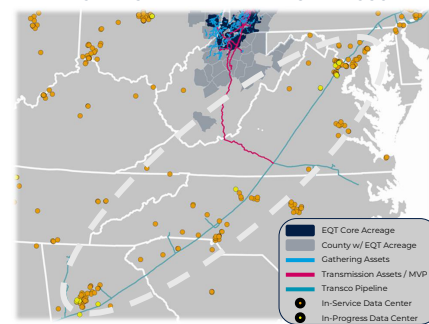 EQT Core Acreage
County w/ EQT Acreage
Gathering Assets
Transmission Assets / MVP
Transco Pipeline
In-Service Data Center
In-Progress Data Center